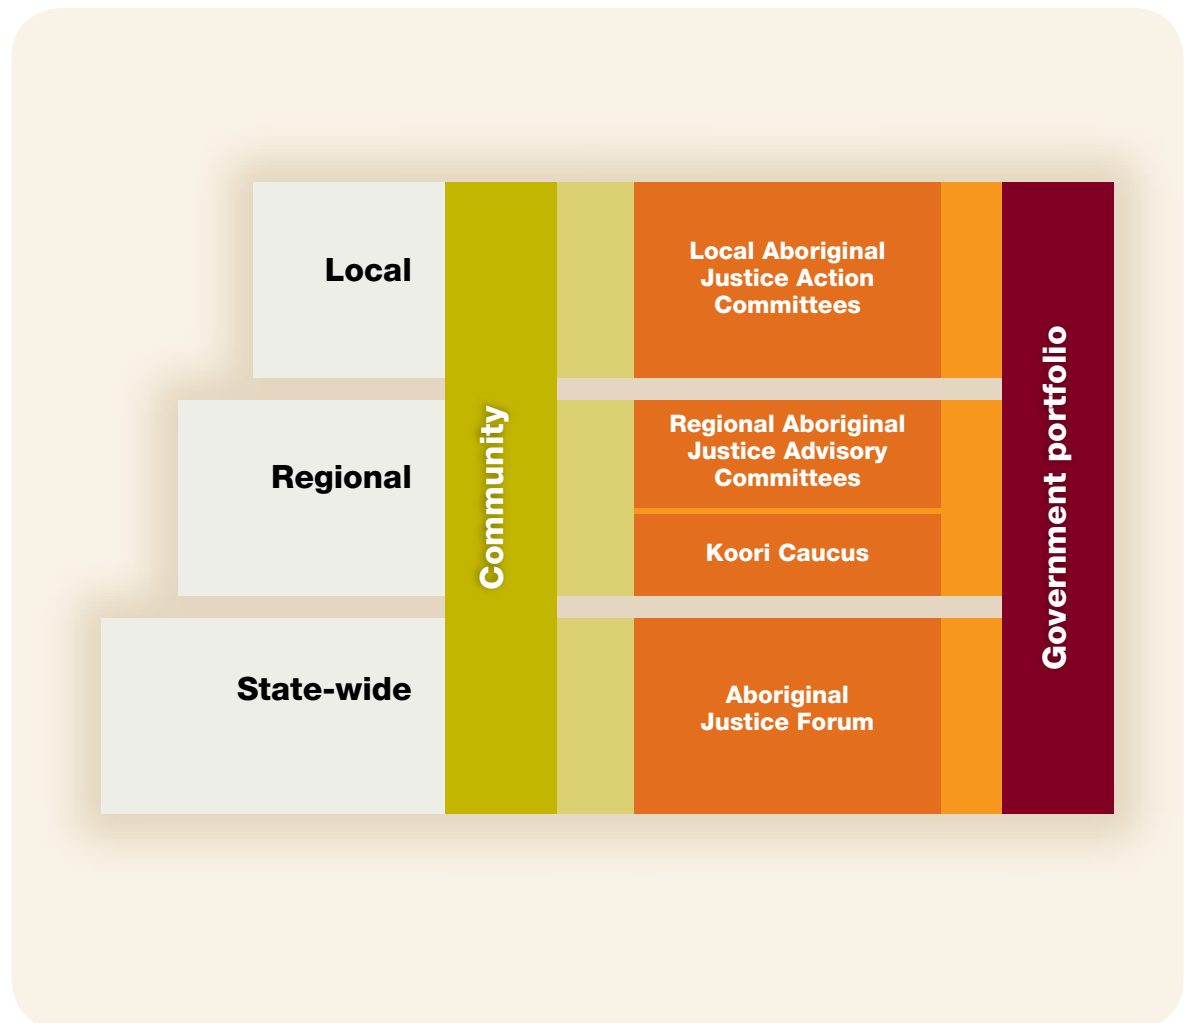 Local
Community
Local Aboriginal
Justice Action
Committees
Government portfolio
Regional
Regional Aboriginal
Justice Advisory
Committees
Koori Caucus
State-wide
Aboriginal
Justice Forum